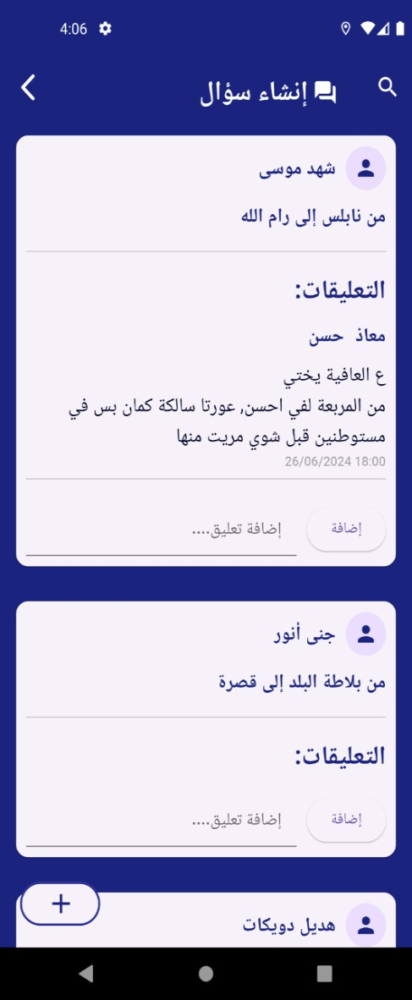 4:06
إنشاء سؤال
شهد موسى
من نابلس إلى رام الله
التعليقات:
معاذ حسن
ع العافية يختي
من المربعة لفي احسن, عورتا سالكة كمان بس في
مستوطنين قبل شوي مريت منها
26/06/2024 18:00
إضافة
إضافة تعليق....
جنى أنور
من بلاطة البلد إلى قصرة
التعليقات:
إضافة
إضافة تعليق....
هديل دويكات